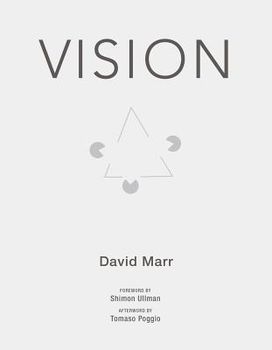 VISION
David Marr
FOREWORD BY
Shimon Ullman
AFTERWORD BY
Tomaso Poggio